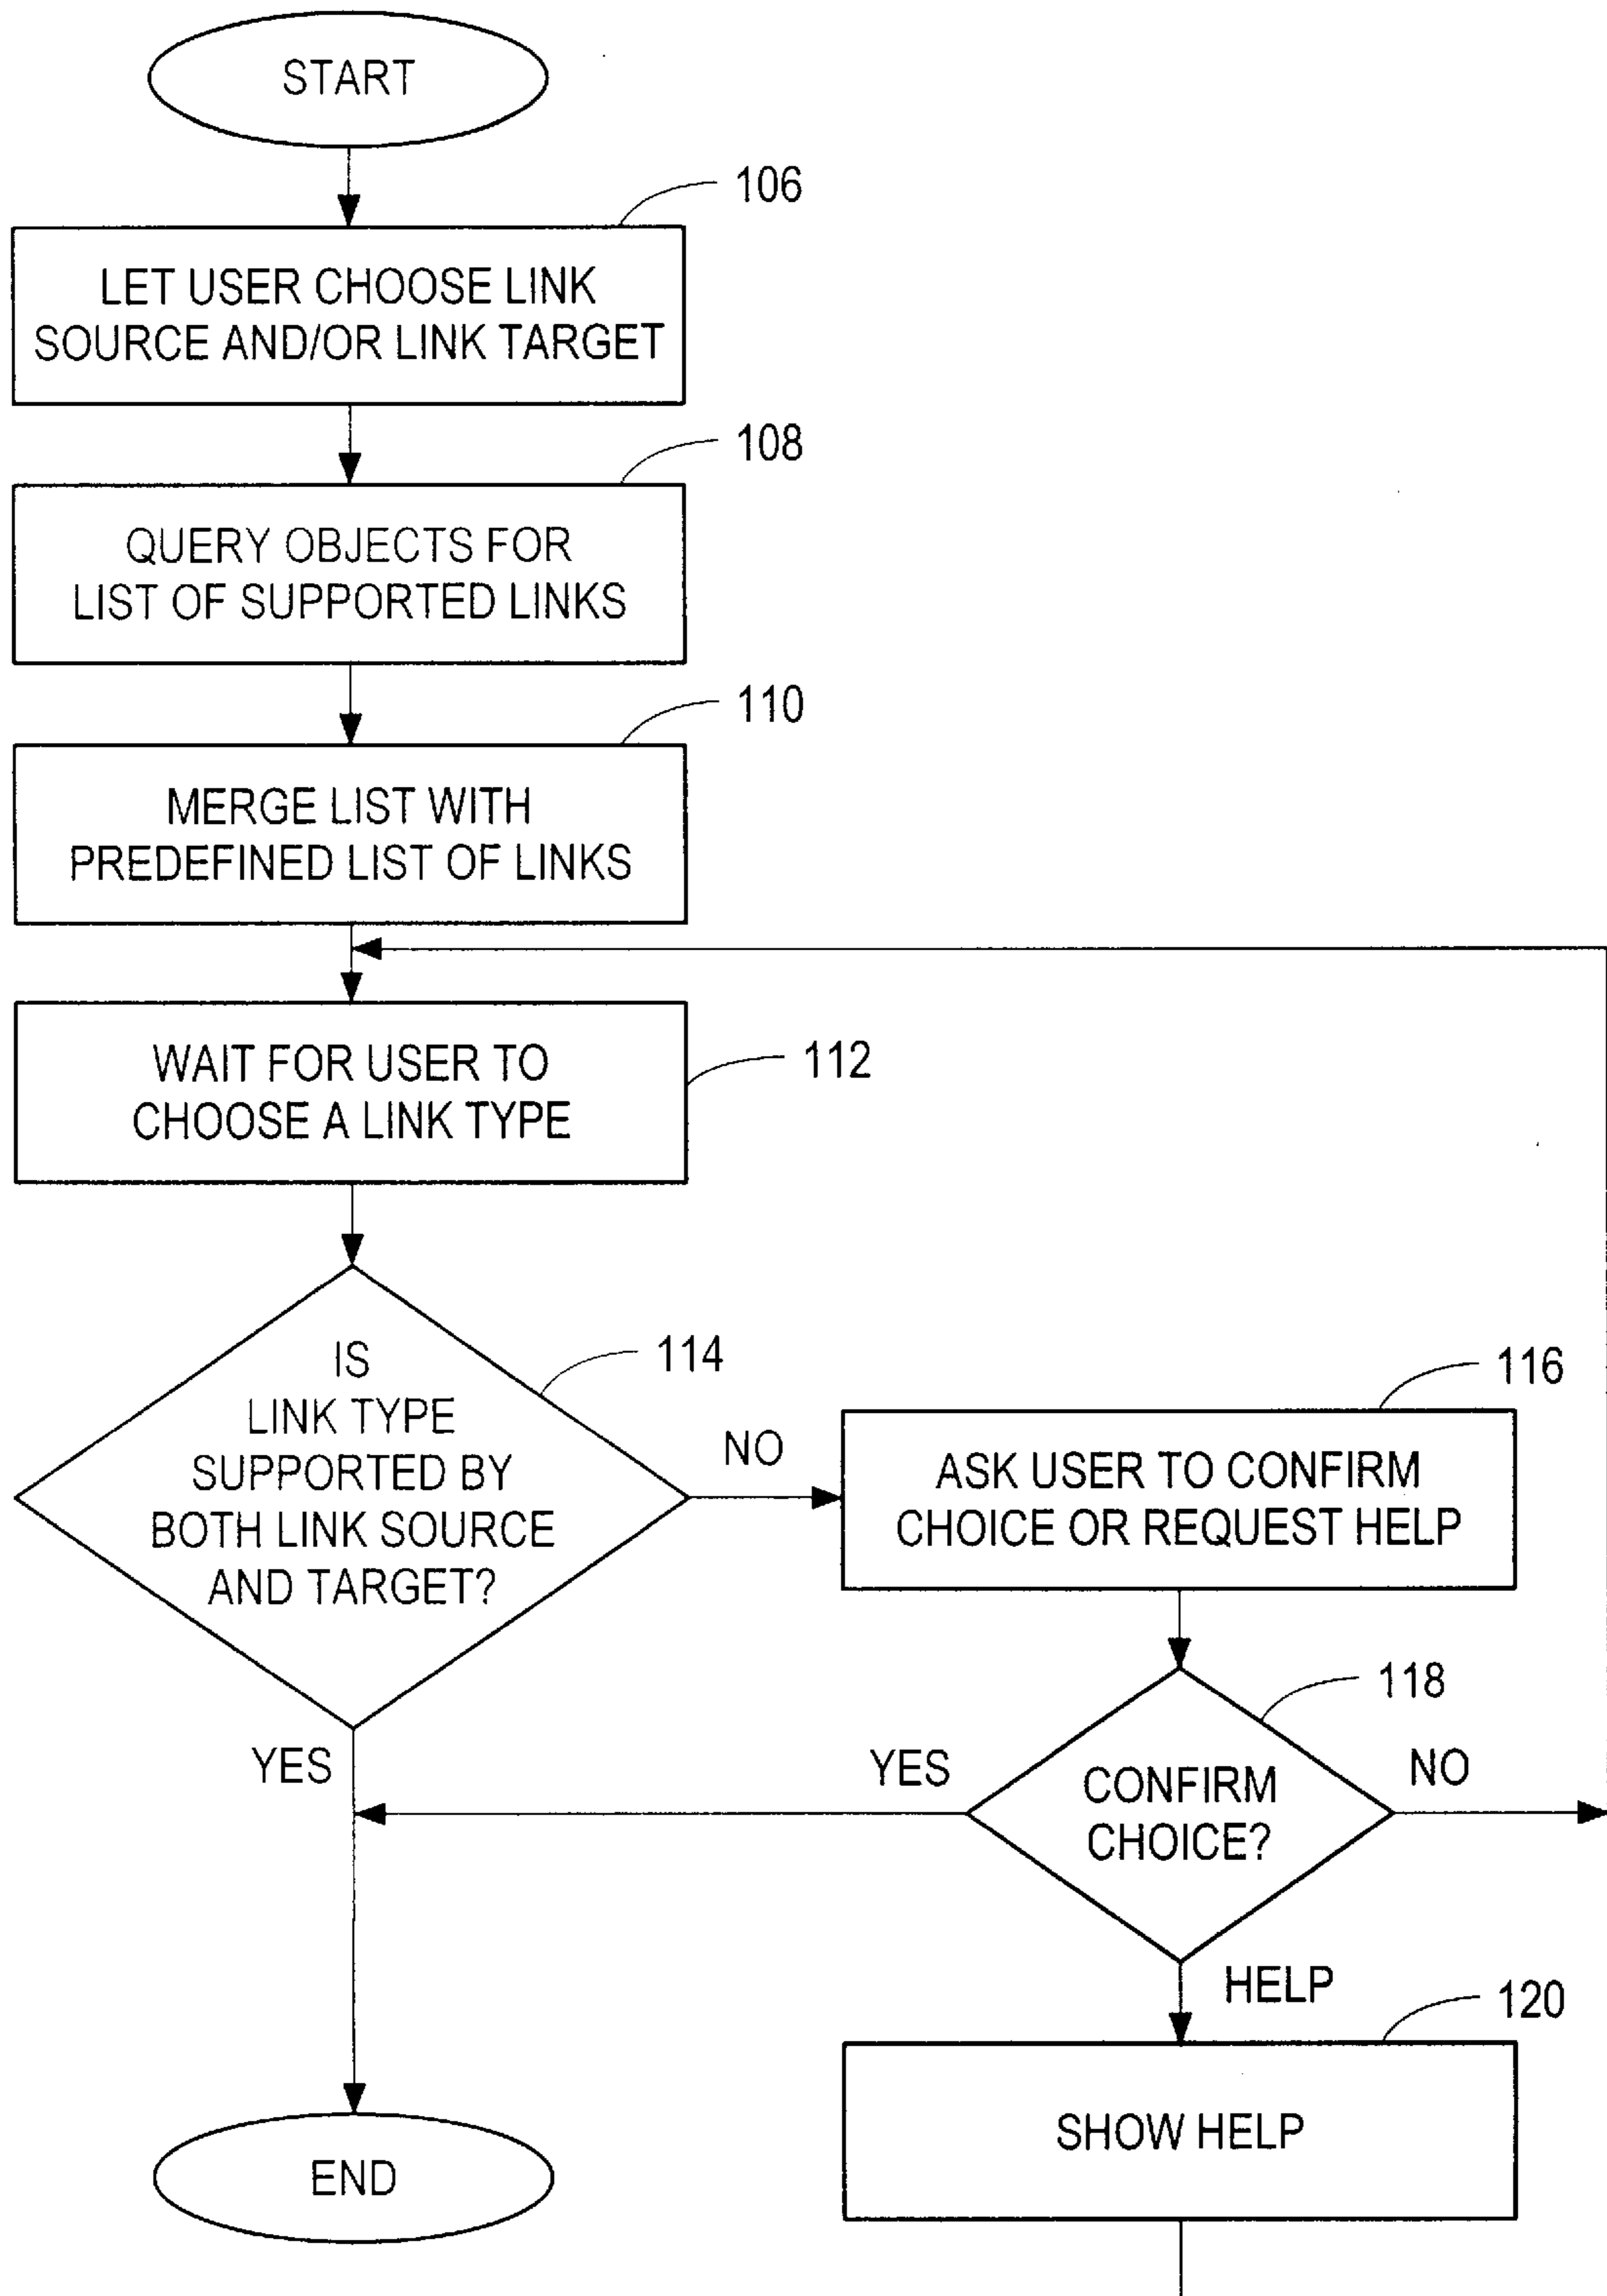 START
106
LET USER CHOOSE LINK
SOURCE AND/OR LINK TARGET
108
QUERY OBJECTS FOR
LIST OF SUPPORTED LINKS
110
MERGE LIST WITH
PREDEFINED LIST OF LINKS
112
WAIT FOR USER TO
CHOOSE A LINK TYPE
114
IS
LINK TYPE
SUPPORTED BY
BOTH LINK SOURCE
AND TARGET?
NO
YES
116
ASK USER TO CONFIRM
CHOICE OR REQUEST HELP
118
CONFIRM
CHOICE?
YES
NO
HELP
120
SHOW HELP
END